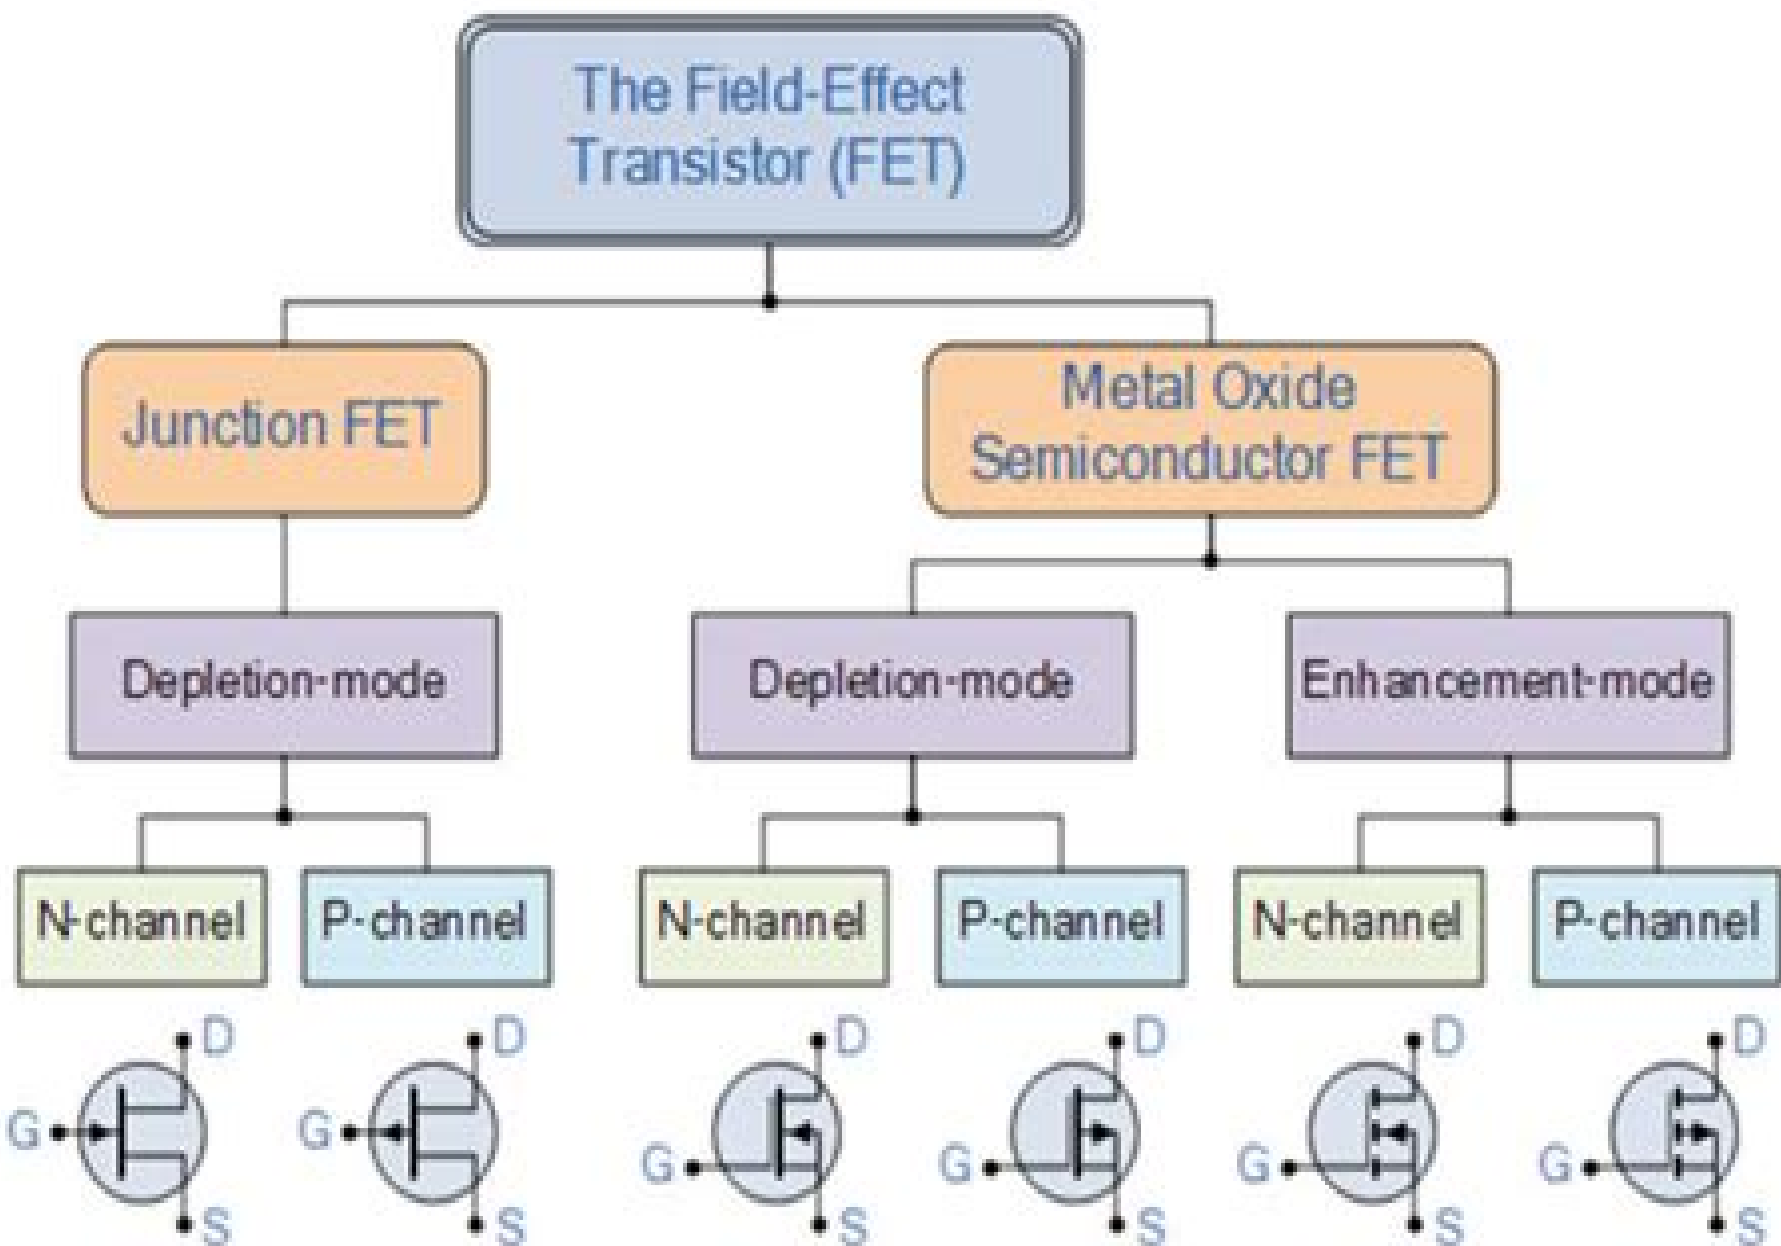 The Field-Effect
Transistor (FET)
Junction FET
Metal Oxide
Semiconductor FET
Depletion-mode
Depletion-mode
Enhancement-mode
N-channel
P-channel
N-channel
P-channel
N-channel
P-channel
D
G
S
D
G
S
D
G
S
D
G
S
D
G
S
D
G
S